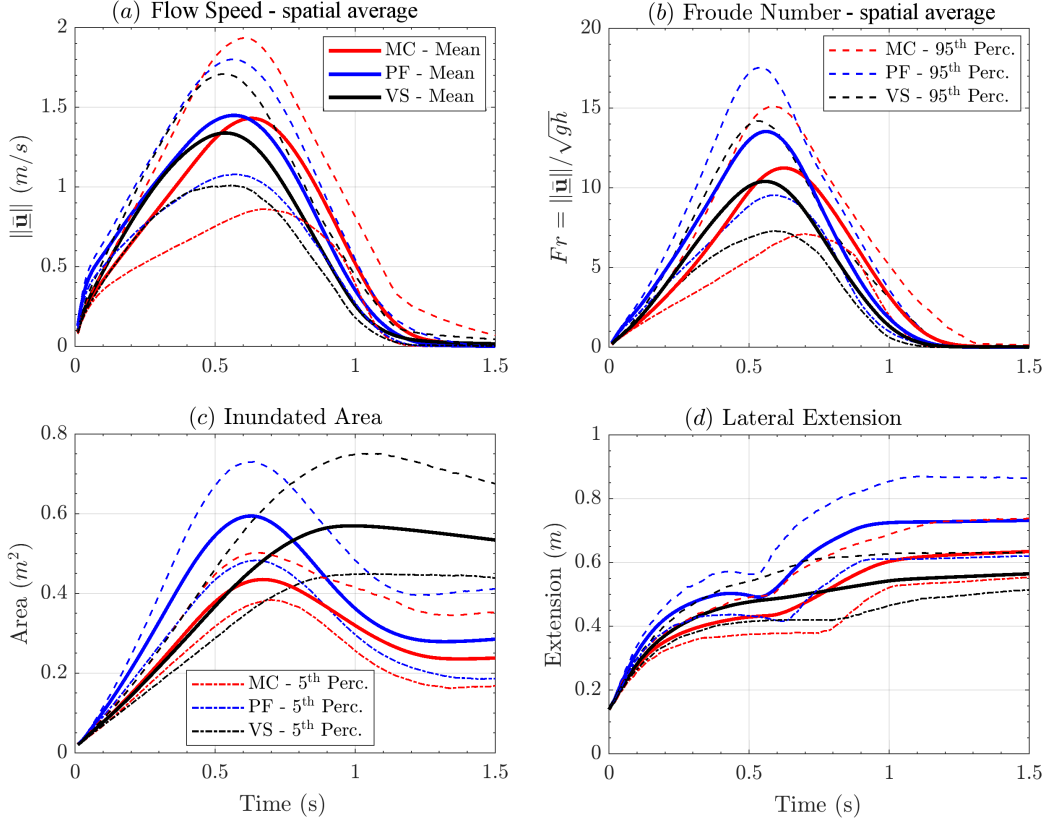 (a) Flow Speed - spatial average
2
1.5
1
0.5
0
||ū|| (m/s)
MC - Mean
PF - Mean
VS - Mean
0
0.5
1
1.5
(b) Froude Number - spatial average
20
15
10
5
0
Fr = ||ū||/√gh
MC - 95th Perc.
PF - 95th Perc.
VS - 95th Perc.
0
0.5
1
1.5
(c) Inundated Area
0.8
0.6
0.4
0.2
0
Area (m²)
MC - 5th Perc.
PF - 5th Perc.
VS - 5th Perc.
0
0.5
1
1.5
Time (s)
(d) Lateral Extension
1
0.8
0.6
0.4
0.2
0
Extension (m)
0
0.5
1
1.5
Time (s)